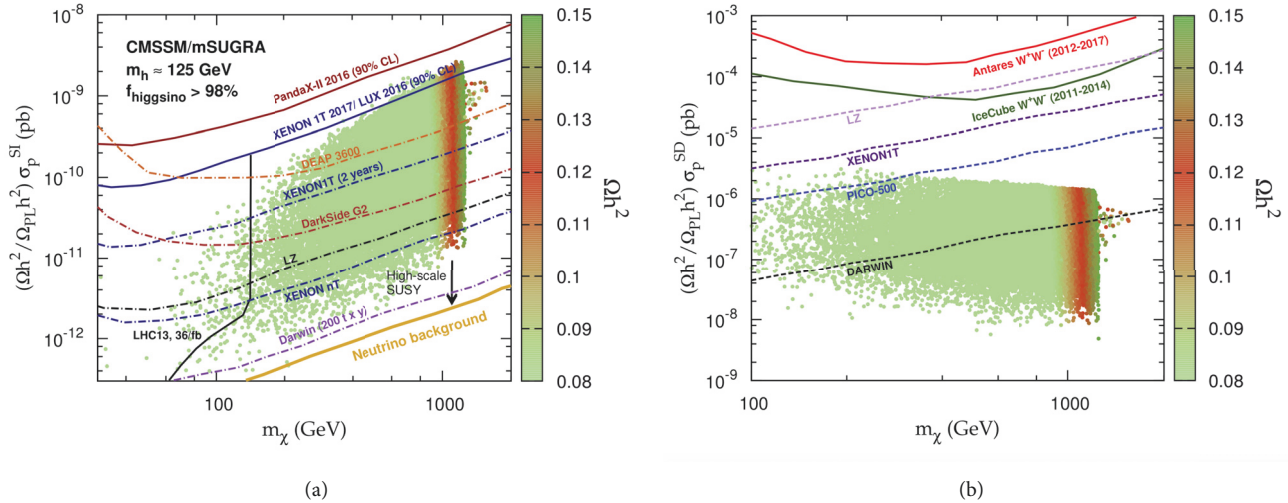 CMSSM/mSUGRA
m_h ≈ 125 GeV
f_higgsino > 98%
PandaX-II 2016 (90% CL)
XENON 1T 2017/ LUX 2016 (90% CL)
DEAP 3600
XENON1T (2 years)
DarkSide G2
LZ
XENON nT
High-scale
SUSY
LHC13, 36/fb
Darwin (200 t x y)
Neutrino background
(Ωh²/Ω_PL h²) σ_p^SI (pb)
10⁻⁸
10⁻⁹
10⁻¹⁰
10⁻¹¹
10⁻¹²
100
1000
m_χ (GeV)
0.15
0.14
0.13
0.12
0.11
0.1
0.09
0.08
Ωh²
(a)
Antares W⁺W⁻ (2012-2017)
LZ
IceCube W⁺W⁻ (2011-2014)
XENON1T
PICO-500
DARWIN
(Ωh²/Ω_PL h²) σ_p^SD (pb)
10⁻³
10⁻⁴
10⁻⁵
10⁻⁶
10⁻⁷
10⁻⁸
10⁻⁹
100
1000
m_χ (GeV)
0.15
0.14
0.13
0.12
0.11
0.1
0.09
0.08
Ωh²
(b)